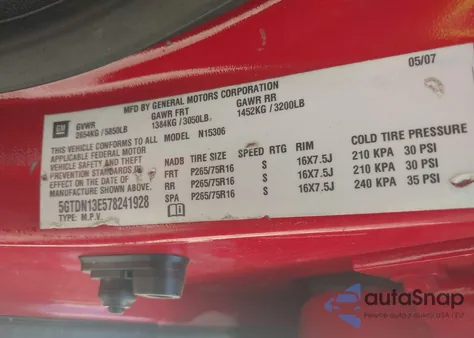 05/07
MFD BY GENERAL MOTORS CORPORATION
GM GVWR GAWR FRT GAWR RR
2654KG/5850LB 1384KG/3050LB 1452KG/3200LB
THIS VEHICLE CONFORMS TO ALL MODEL N15306
APPLICABLE FEDERAL MOTOR
VEHICLE SAFETY AND THEFT
PREVENTION STANDARDS IN
EFFECT ON THE DATE OF
MANUFACTURE SHOWN ABOVE.
5GTDN13E578241928
TYPE: M.P.V.
NADB TIRE SIZE SPEED RTG RIM COLD TIRE PRESSURE
FRT P265/75R16 S 16X7.5J 210 KPA 30 PSI
RR P265/75R16 S 16X7.5J 210 KPA 30 PSI
SPA P265/75R16 S 16X7.5J 240 KPA 35 PSI
autoSnap